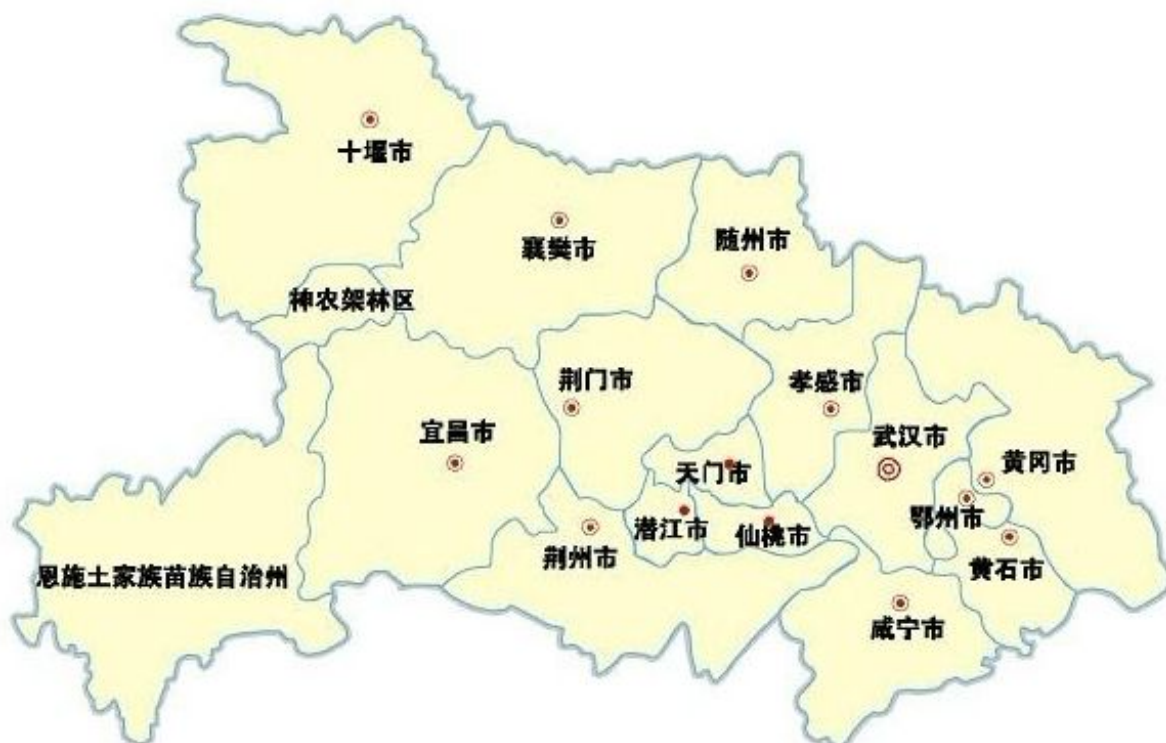 十堰市
襄樊市
随州市
神农架林区
荆门市
孝感市
宜昌市
武汉市
黄冈市
天门市
鄂州市
潜江市
仙桃市
荆州市
黄石市
恩施土家族苗族自治州
咸宁市